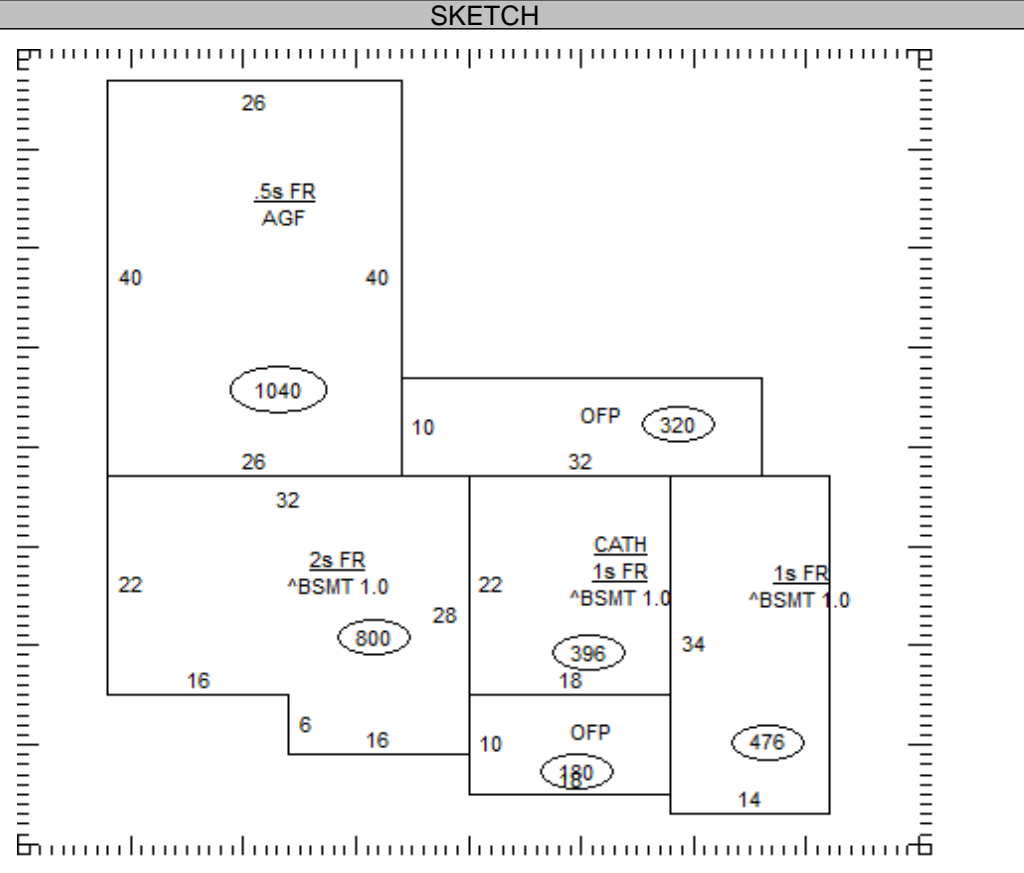 SKETCH
26
.5s FR
AGF
40 40
1040
10 OFP 320
26 32
32
2s FR
^BSMT 1.0
22
28
800
16
6
16
CATH
1s FR
^BSMT 1.0
22
396
18
10 OFP
180
18
1s FR
^BSMT 1.0
34
476
14